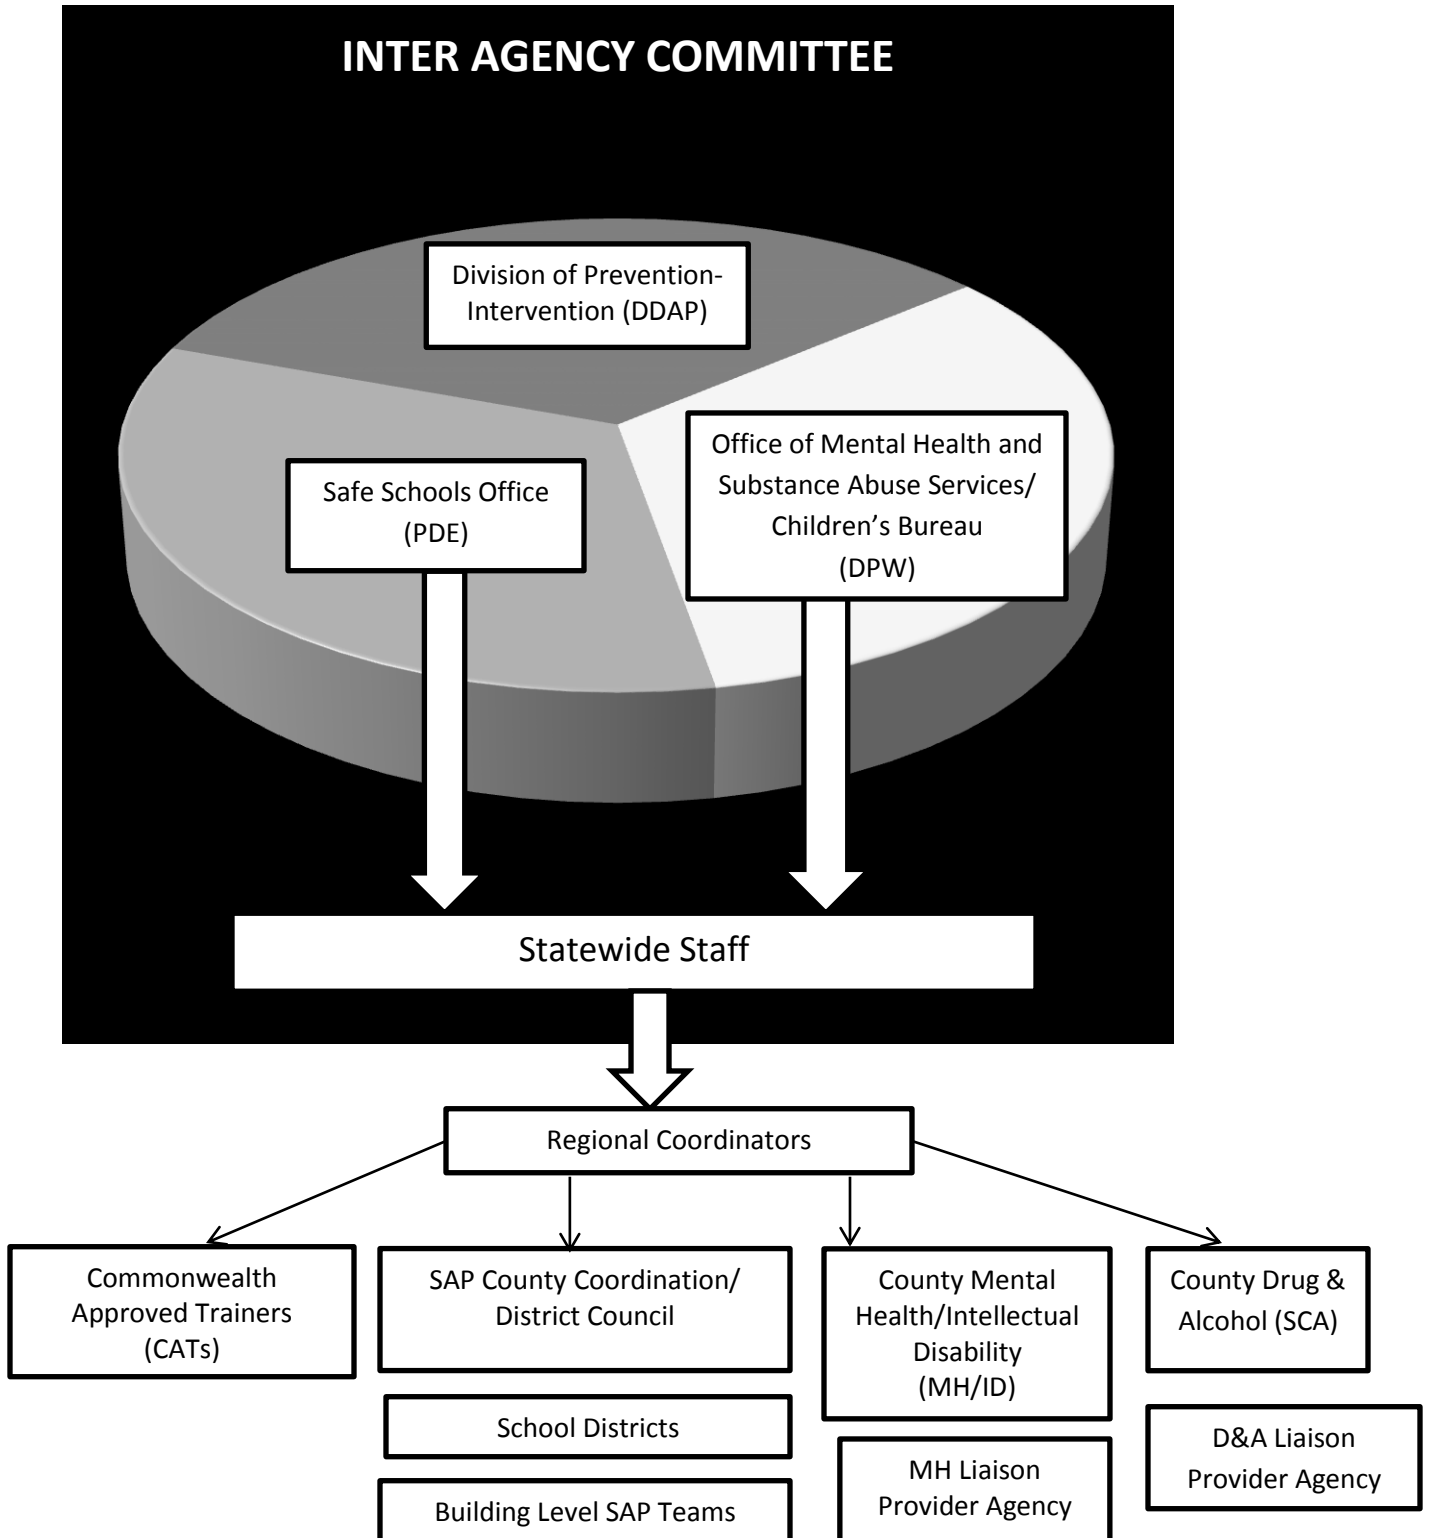 INTER AGENCY COMMITTEE
Division of Prevention-
Intervention (DDAP)
Safe Schools Office
(PDE)
Office of Mental Health and
Substance Abuse Services/
Children’s Bureau
(DPW)
Statewide Staff
Regional Coordinators
Commonwealth
Approved Trainers
(CATs)
SAP County Coordination/
District Council
School Districts
Building Level SAP Teams
County Mental
Health/Intellectual
Disability
(MH/ID)
MH Liaison
Provider Agency
County Drug &
Alcohol (SCA)
D&A Liaison
Provider Agency